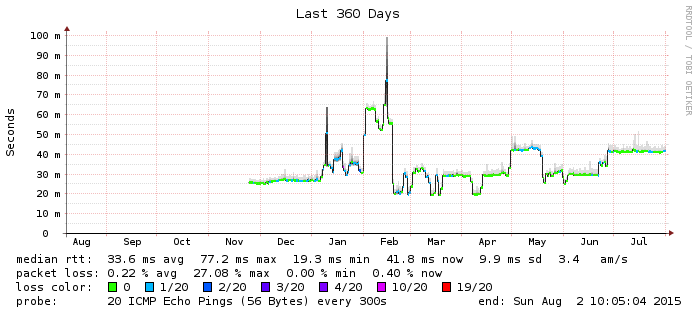 Last 360 Days
RRDTOOL / TOBI OETIKER
Seconds
100 m
90 m
80 m
70 m
60 m
50 m
40 m
30 m
20 m
10 m
0
Aug Sep Oct Nov Dec Jan Feb Mar Apr May Jun Jul
median rtt: 33.6 ms avg 77.2 ms max 19.3 ms min 41.8 ms now 9.9 ms sd 3.4 am/s
packet loss: 0.22 % avg 27.08 % max 0.00 % min 0.40 % now
loss color: 0 1/20 2/20 3/20 4/20 10/20 19/20
probe: 20 ICMP Echo Pings (56 Bytes) every 300s end: Sun Aug 2 10:05:04 2015